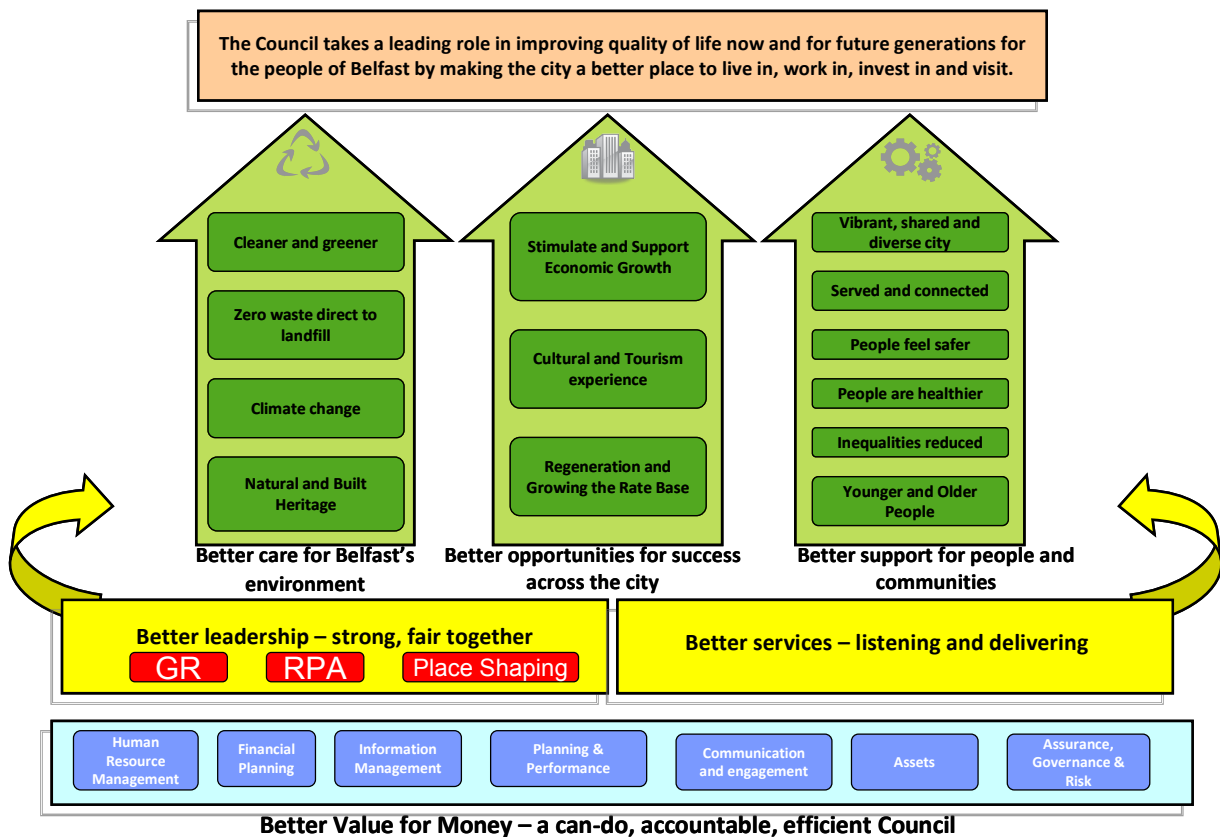 The Council takes a leading role in improving quality of life now and for future generations for
the people of Belfast by making the city a better place to live in, work in, invest in and visit.
Cleaner and greener
Zero waste direct to
landfill
Climate change
Natural and Built
Heritage
Better care for Belfast's
environment
Stimulate and Support
Economic Growth
Cultural and Tourism
experience
Regeneration and
Growing the Rate Base
Better opportunities for success
across the city
Vibrant, shared and
diverse city
Served and connected
People feel safer
People are healthier
Inequalities reduced
Younger and Older
People
Better support for people and
communities
Better leadership – strong, fair together
GR
RPA
Place Shaping
Better services – listening and delivering
Human
Resource
Management
Financial
Planning
Information
Management
Planning &
Performance
Communication
and engagement
Assets
Assurance,
Governance &
Risk
Better Value for Money – a can-do, accountable, efficient Council